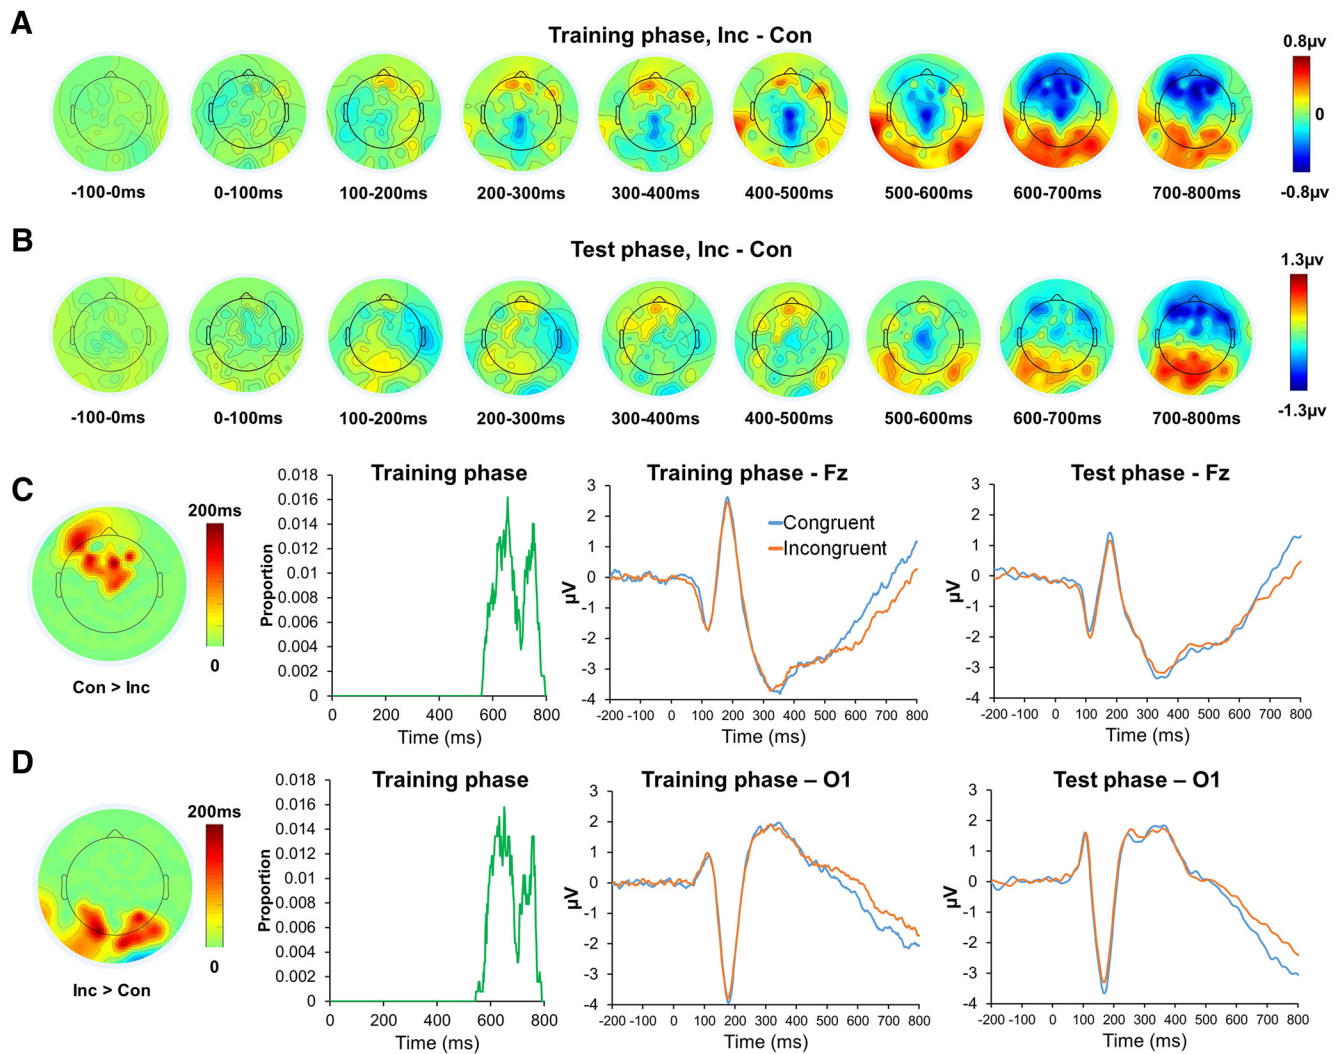 A
Training phase, Inc - Con
0.8µv
0
-0.8µv
-100-0ms 0-100ms 100-200ms 200-300ms 300-400ms 400-500ms 500-600ms 600-700ms 700-800ms
B
Test phase, Inc - Con
1.3µv
0
-1.3µv
-100-0ms 0-100ms 100-200ms 200-300ms 300-400ms 400-500ms 500-600ms 600-700ms 700-800ms
C
200ms
0
Con > Inc
Training phase
Proportion
0.018
0.016
0.014
0.012
0.01
0.008
0.006
0.004
0.002
0
0 200 400 600 800
Time (ms)
Training phase - Fz
Congruent
Incongruent
µV
3
2
1
0
-1
-2
-3
-4
-200 -100 0 100 200 300 400 500 600 700 800
Time (ms)
Test phase - Fz
µV
3
2
1
0
-1
-2
-3
-4
-200 -100 0 100 200 300 400 500 600 700 800
Time (ms)
D
200ms
0
Inc > Con
Training phase
Proportion
0.018
0.016
0.014
0.012
0.01
0.008
0.006
0.004
0.002
0
0 200 400 600 800
Time (ms)
Training phase – O1
µV
3
2
1
0
-1
-2
-3
-4
-200 -100 0 100 200 300 400 500 600 700 800
Time (ms)
Test phase – O1
µV
3
2
1
0
-1
-2
-3
-4
-200 -100 0 100 200 300 400 500 600 700 800
Time (ms)